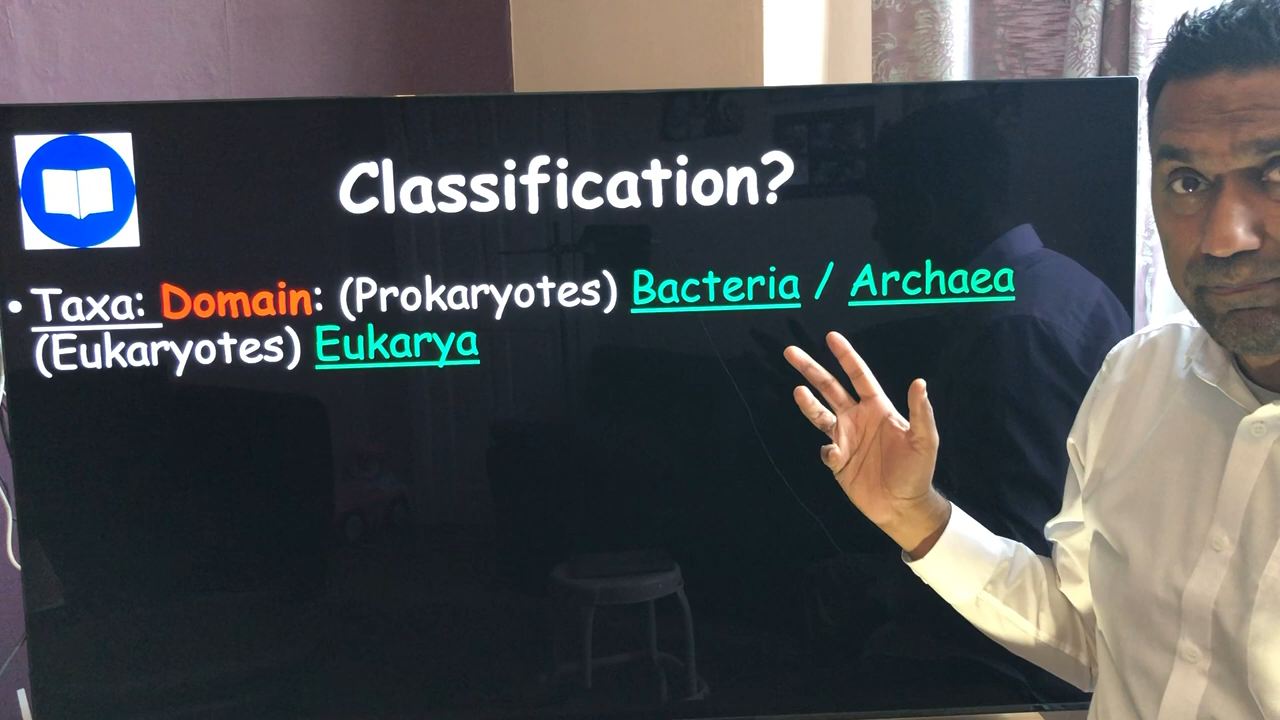 Classification?
• Taxa: Domain: (Prokaryotes) Bacteria / Archaea
(Eukaryotes) Eukarya